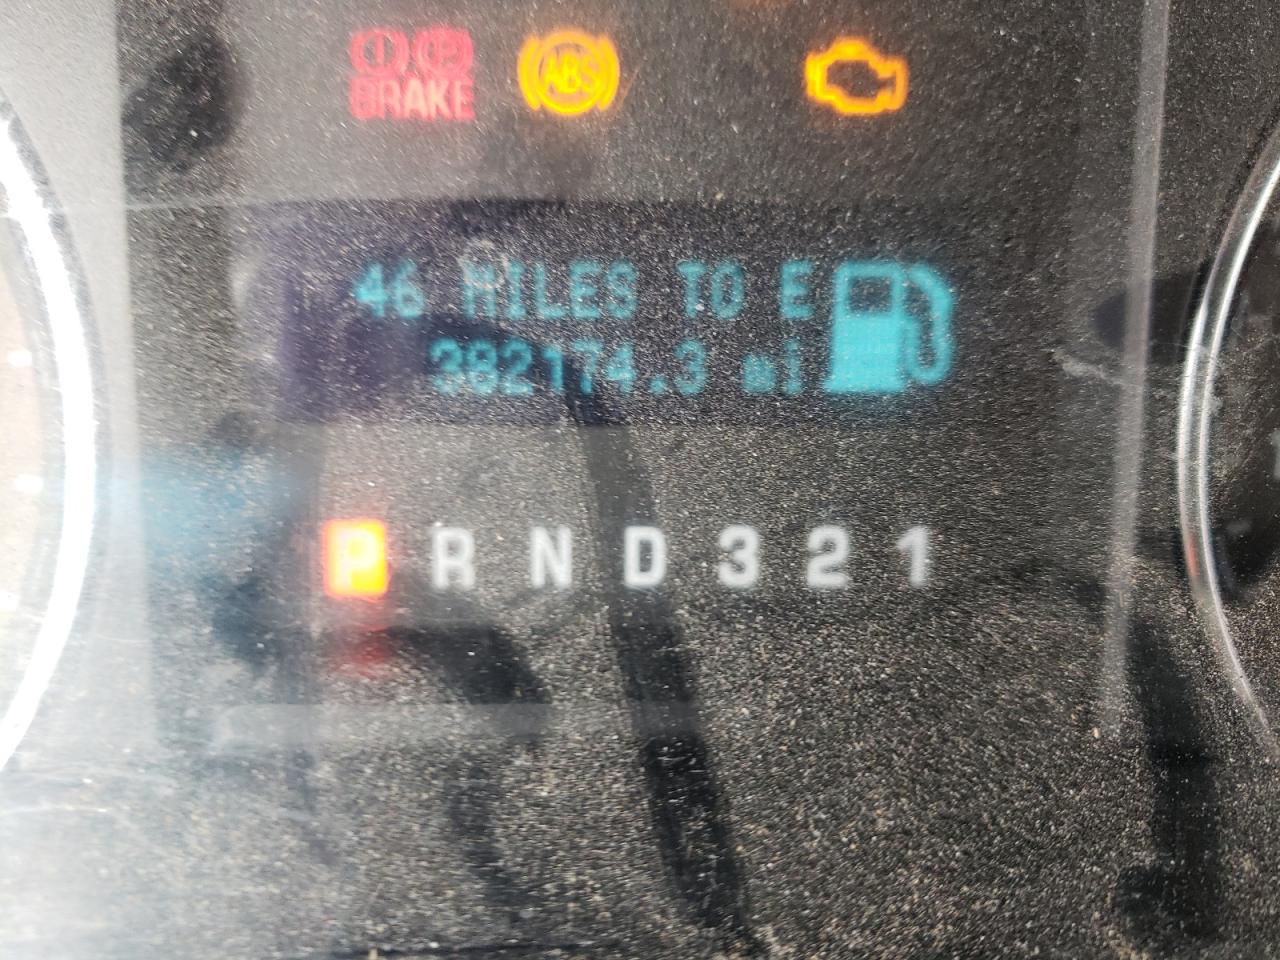 BRAKE ABS
46 MILES TO E
382174.3 mi
P R N D 3 2 1